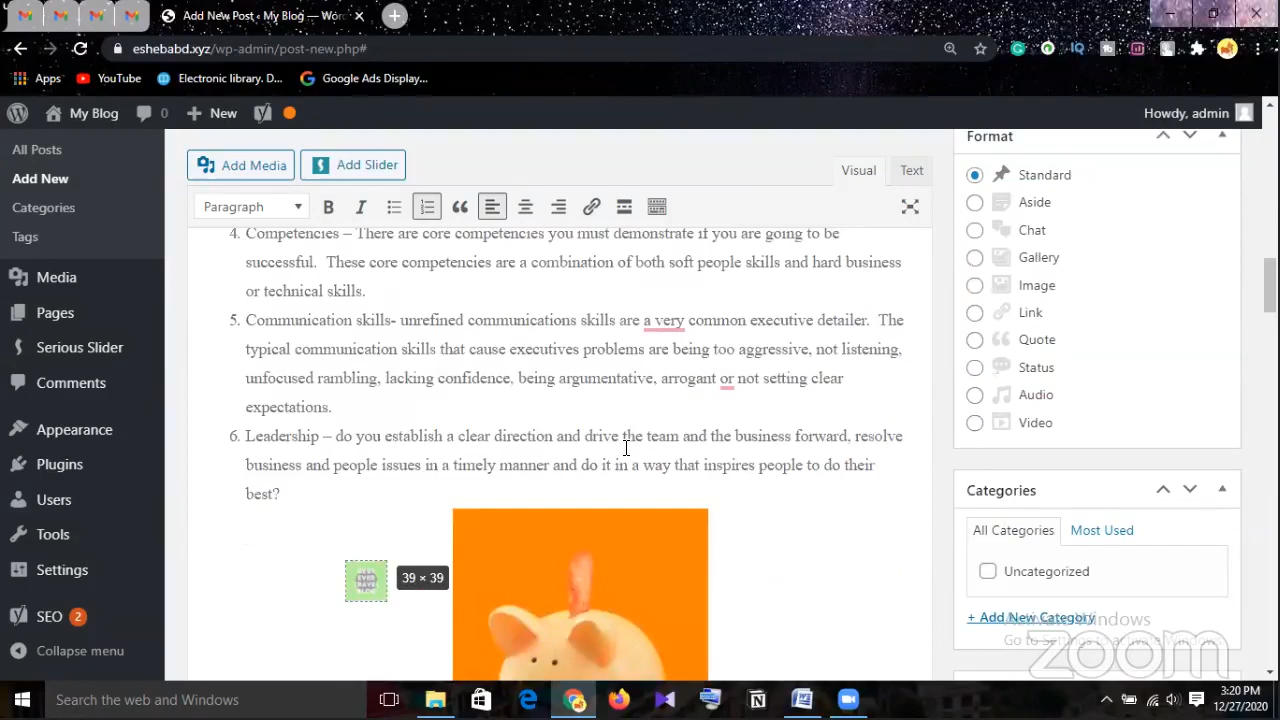 Add New Post ‹ My Blog — Wor
eshebabd.xyz/wp-admin/post-new.php#
Apps
YouTube
Electronic library. D...
Google Ads Display...
My Blog
0
New
Howdy, admin
All Posts
Add New
Categories
Tags
Media
Pages
Serious Slider
Comments
Appearance
Plugins
Users
Tools
Settings
SEO 2
Collapse menu
Add Media
Add Slider
Visual
Text
Paragraph
4. Competencies – There are core competencies you must demonstrate if you are going to be
successful. These core competencies are a combination of both soft people skills and hard business
or technical skills.
5. Communication skills- unrefined communications skills are a very common executive detailer. The
typical communication skills that cause executives problems are being too aggressive, not listening,
unfocused rambling, lacking confidence, being argumentative, arrogant or not setting clear
expectations.
6. Leadership – do you establish a clear direction and drive the team and the business forward, resolve
business and people issues in a timely manner and do it in a way that inspires people to do their
best?
39 × 39
Format
Standard
Aside
Chat
Gallery
Image
Link
Quote
Status
Audio
Video
Categories
All Categories
Most Used
Uncategorized
+ Add New Category
Activate Windows
Go to Settings to activate Windows.
zoom
Search the web and Windows
3:20 PM
12/27/2020